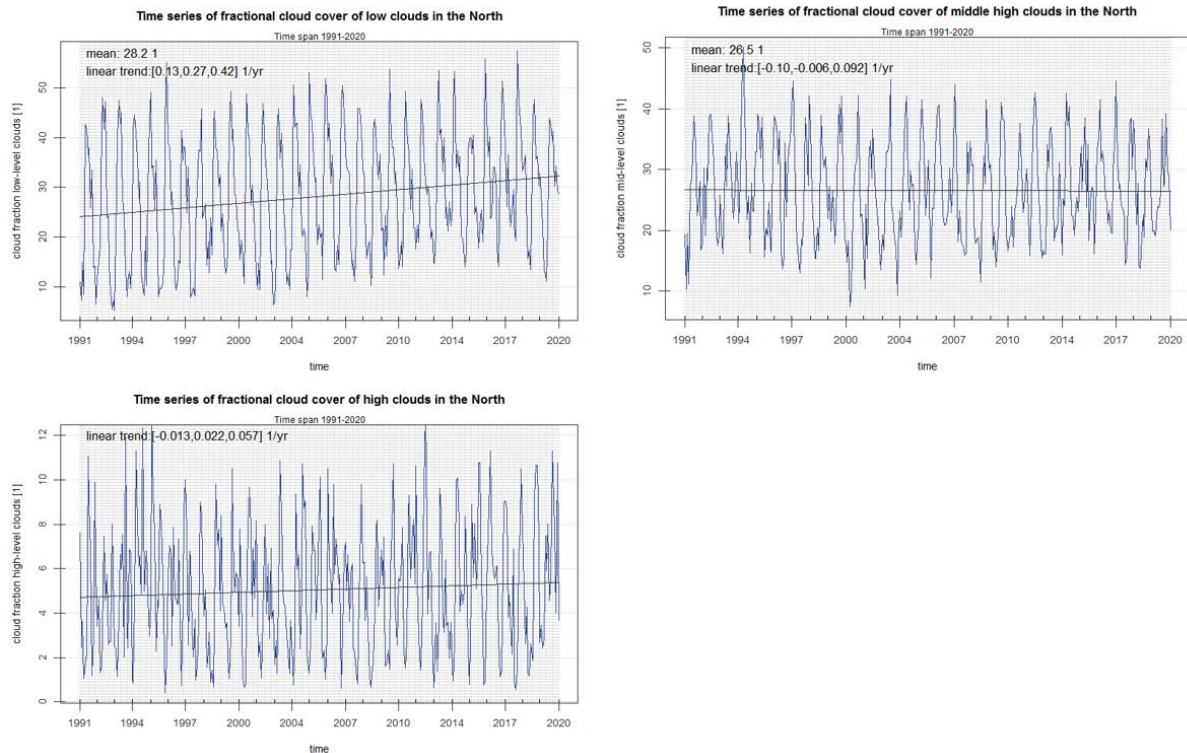 Time series of fractional cloud cover of low clouds in the North
Time span 1991-2020
mean: 28.2 1
linear trend:[0.13,0.27,0.42] 1/yr
cloud fraction low-level clouds [1]
50
40
30
20
10
1991 1994 1997 2000 2004 2007 2010 2014 2017 2020
time
Time series of fractional cloud cover of middle high clouds in the North
Time span 1991-2020
mean: 26.5 1
linear trend:[-0.10,-0.006,0.092] 1/yr
cloud fraction mid-level clouds [1]
50
40
30
20
10
1991 1994 1997 2000 2004 2007 2010 2014 2017 2020
time
Time series of fractional cloud cover of high clouds in the North
Time span 1991-2020
linear trend:[-0.013,0.022,0.057] 1/yr
cloud fraction high-level clouds [1]
12
10
8
6
4
2
0
1991 1994 1997 2000 2004 2007 2010 2014 2017 2020
time